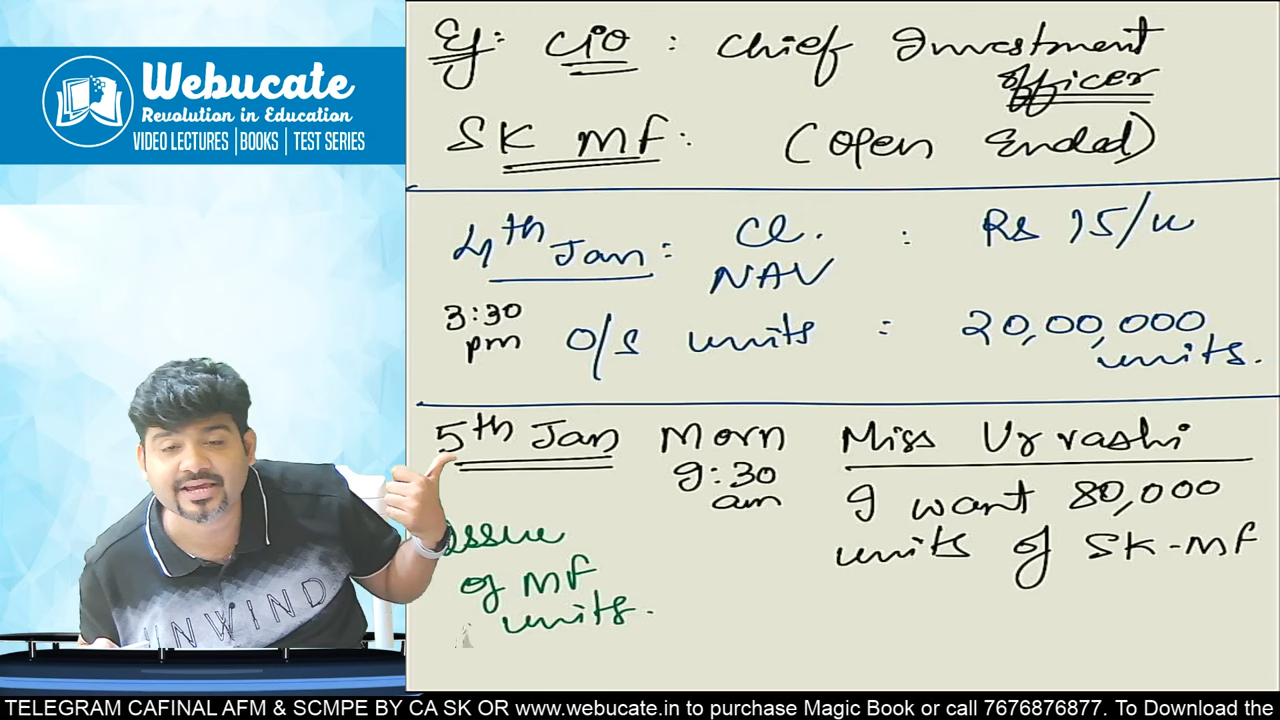 Webucate
Revolution in Education
VIDEO LECTURES | BOOKS | TEST SERIES
Eg: CIO : Chief Investment
officer
SK MF: (Open Ended)
4th Jan: Cl. : Rs 15/u
NAV
3:30
pm
O/s units : 20,00,000
units.
5th Jan Morn Miss Urvashi
9:30
am
I want 80,000
units of SK-MF
Issue
of MF
units.
UNWIND
TELEGRAM CAFINAL AFM & SCMPE BY CA SK OR www.webucate.in to purchase Magic Book or call 7676876877. To Download the